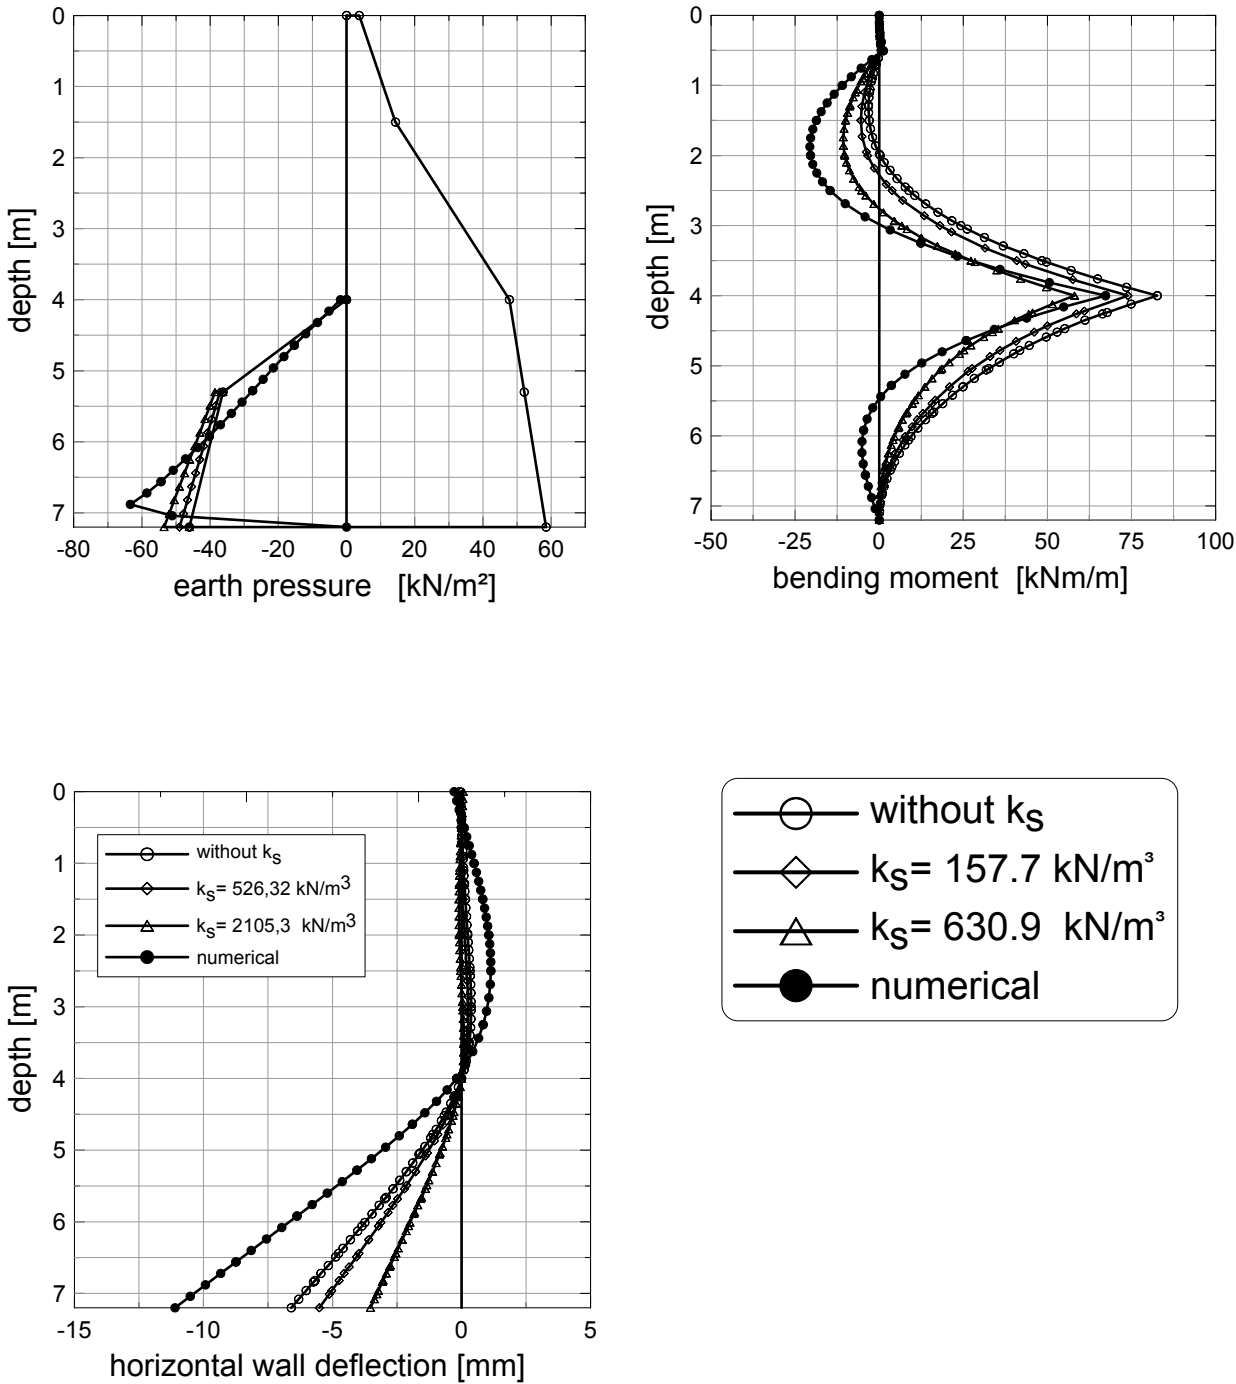 0
1
2
3
4
5
6
7
depth [m]
-80 -60 -40 -20 0 20 40 60
earth pressure [kN/m²]
0
1
2
3
4
5
6
7
depth [m]
-50 -25 0 25 50 75 100
bending moment [kNm/m]
0
1
2
3
4
5
6
7
depth [m]
without kS
kS= 526,32 kN/m3
kS= 2105,3 kN/m3
numerical
-15 -10 -5 0 5
horizontal wall deflection [mm]
without kS
kS= 157.7 kN/m³
kS= 630.9 kN/m³
numerical